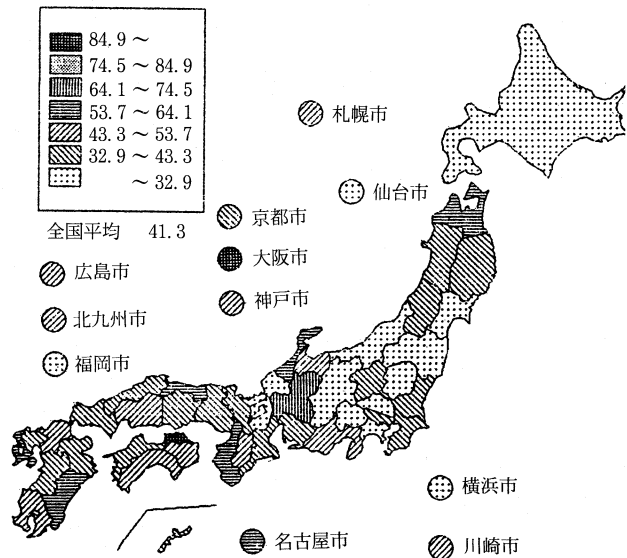 84.9～
74.5～84.9
64.1～74.5
53.7～64.1
43.3～53.7
32.9～43.3
～32.9
全国平均　41.3
札幌市
仙台市
京都市
大阪市
神戸市
広島市
北九州市
福岡市
横浜市
名古屋市
川崎市